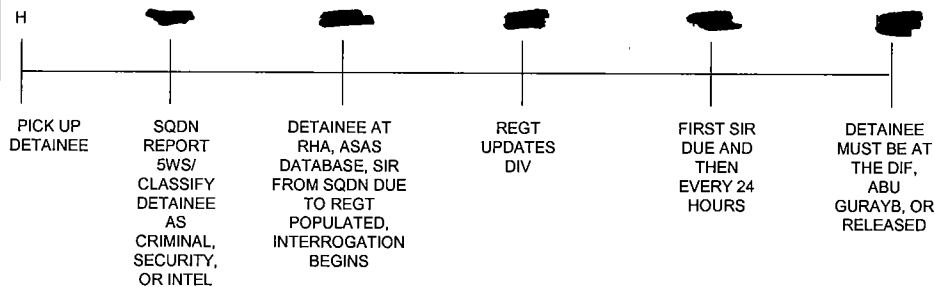 H
PICK UP
DETAINEE
SQDN
REPORT
5WS/
CLASSIFY
DETAINEE
AS
CRIMINAL,
SECURITY,
OR INTEL
DETAINEE AT
RHA, ASAS
DATABASE, SIR
FROM SQDN DUE
TO REGT
POPULATED,
INTERROGATION
BEGINS
REGT
UPDATES
DIV
FIRST SIR
DUE AND
THEN
EVERY 24
HOURS
DETAINEE
MUST BE AT
THE DIF,
ABU
GURAYB, OR
RELEASED